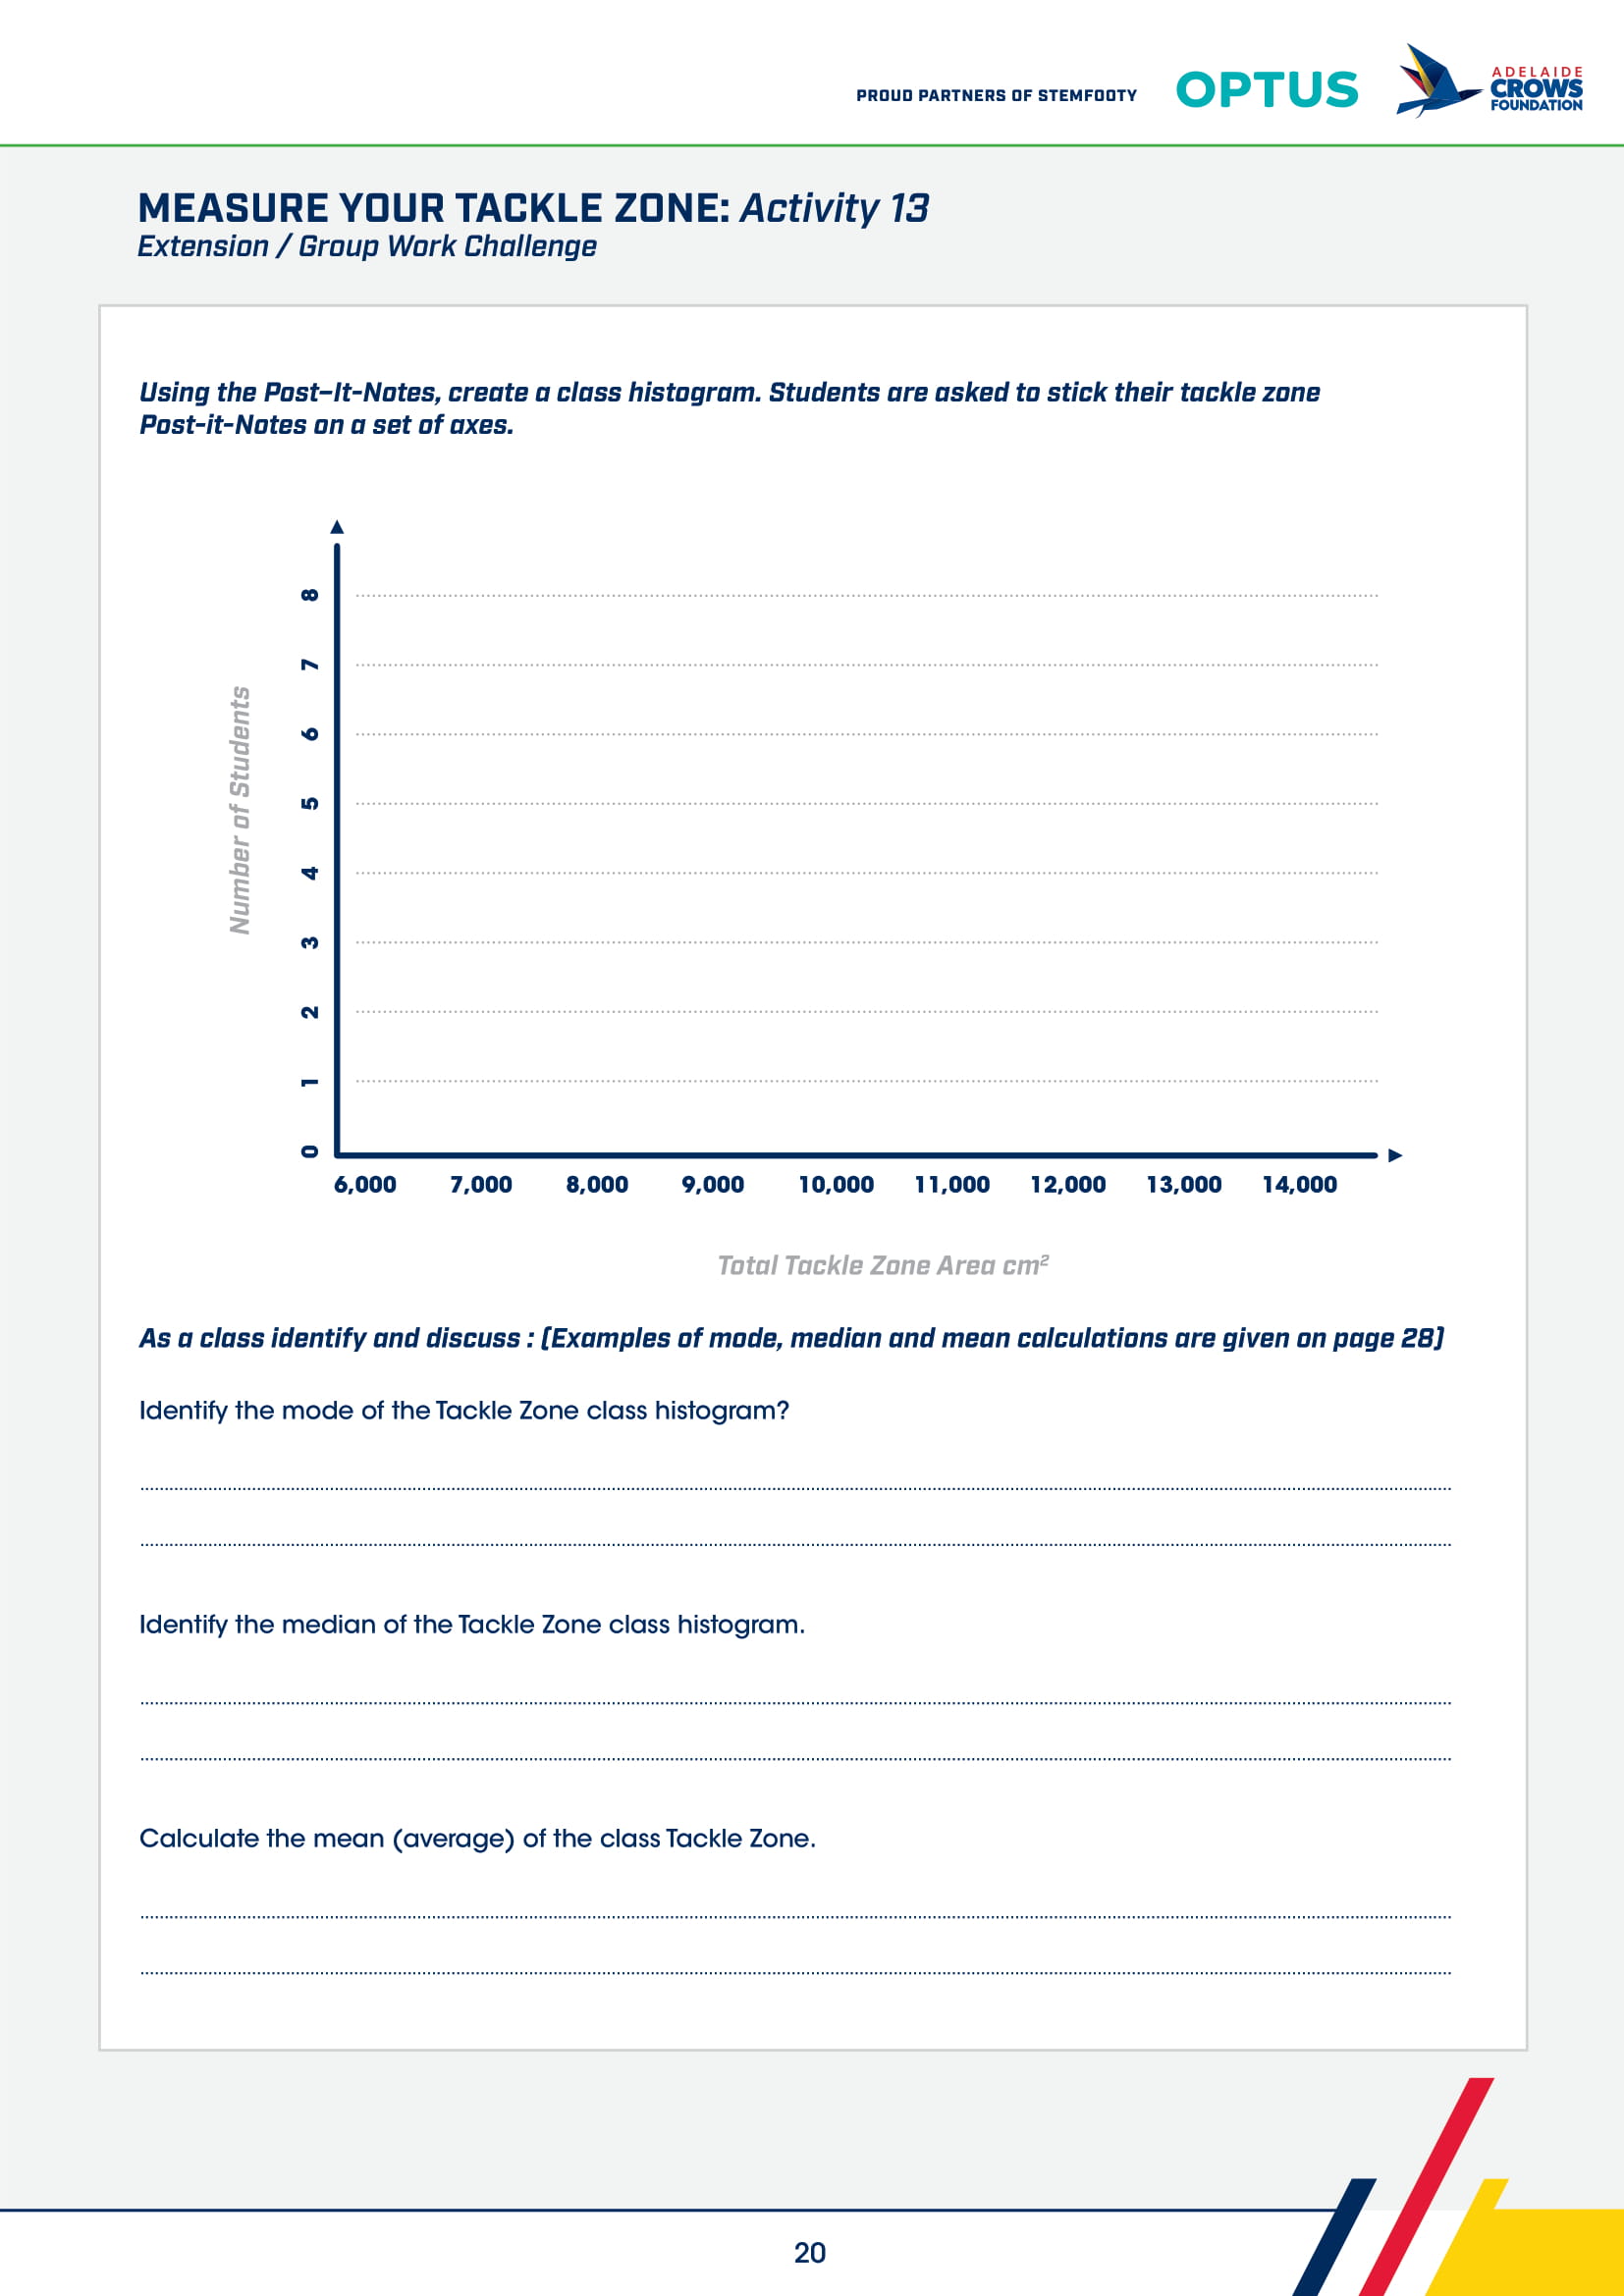 PROUD PARTNERS OF STEMFOOTY
OPTUS
ADELAIDE
CROWS
FOUNDATION
MEASURE YOUR TACKLE ZONE: Activity 13
Extension / Group Work Challenge
Using the Post–It-Notes, create a class histogram. Students are asked to stick their tackle zone
Post-it-Notes on a set of axes.
Number of Students
8
7
6
5
4
3
2
1
0
6,000 7,000 8,000 9,000 10,000 11,000 12,000 13,000 14,000
Total Tackle Zone Area cm²
As a class identify and discuss : (Examples of mode, median and mean calculations are given on page 28)
Identify the mode of the Tackle Zone class histogram?
Identify the median of the Tackle Zone class histogram.
Calculate the mean (average) of the class Tackle Zone.
20